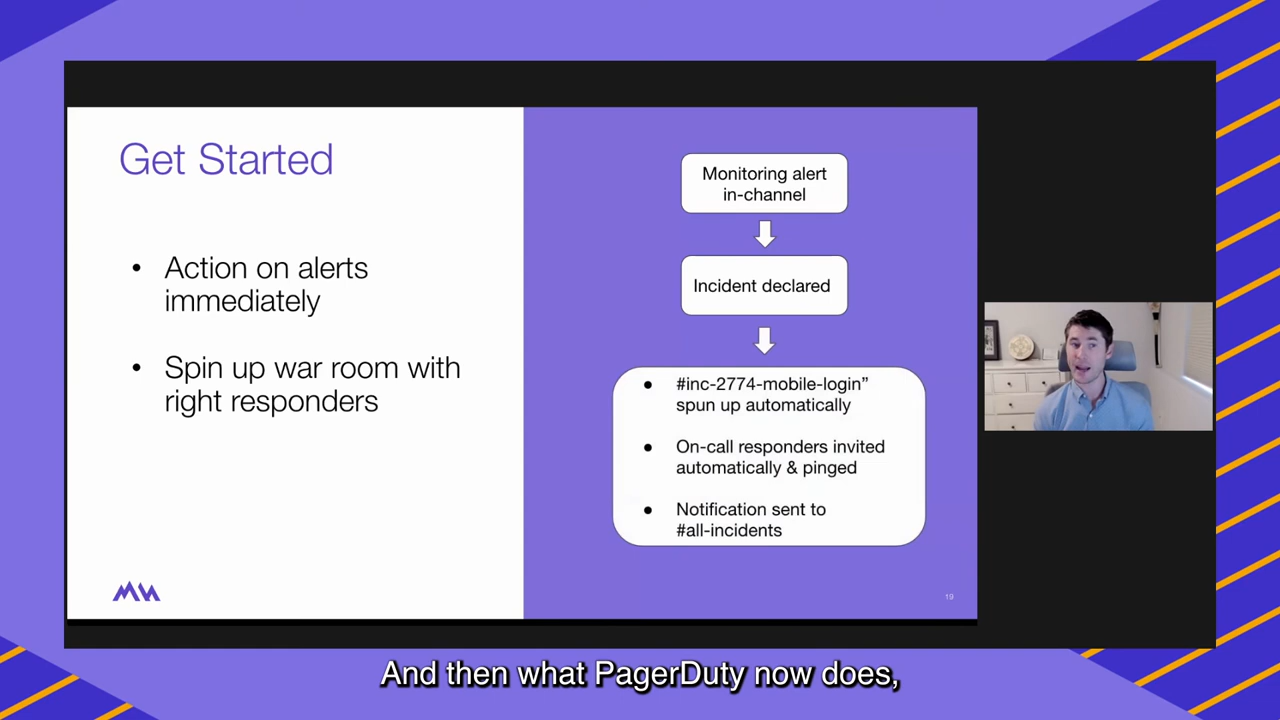 Get Started
• Action on alerts
immediately
• Spin up war room with
right responders
Monitoring alert
in-channel
Incident declared
● #inc-2774-mobile-login”
spun up automatically
● On-call responders invited
automatically & pinged
● Notification sent to
#all-incidents
19
And then what PagerDuty now does,